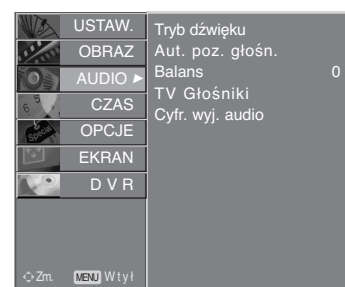 USTAW.
OBRAZ
AUDIO
CZAS
OPCJE
EKRAN
D V R
Tryb dźwięku
Aut. poz. głośn.
Balans 0
TV Głośniki
Cyfr. wyj. audio
Special
Zm. MENU Wtył